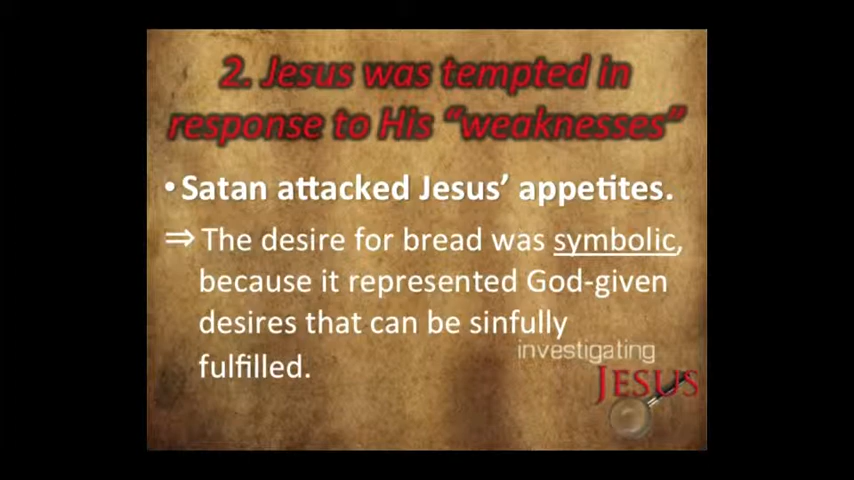 2. Jesus was tempted in
response to His “weaknesses”
• Satan attacked Jesus’ appetites.
⇒ The desire for bread was symbolic,
because it represented God-given
desires that can be sinfully
fulfilled.
investigating
JESUS